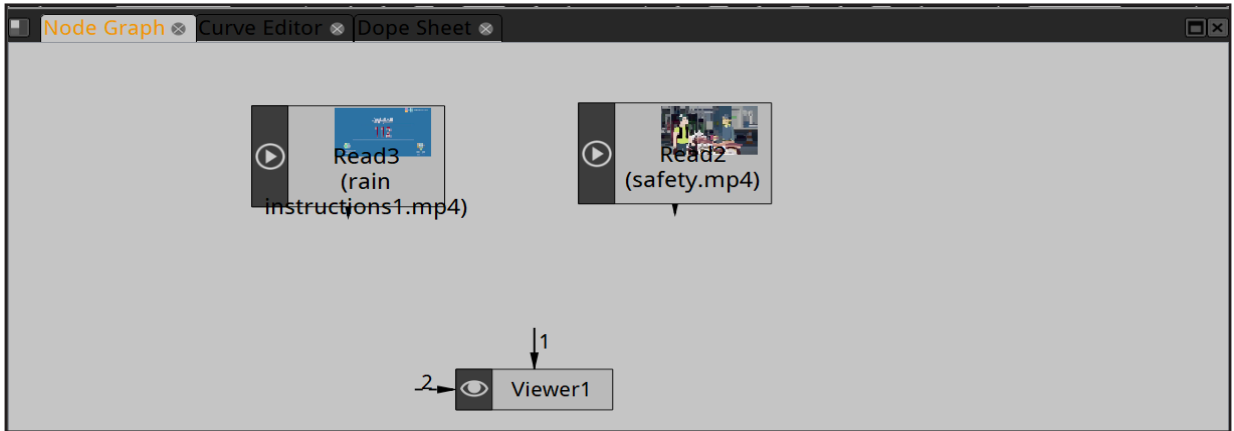 Node Graph Curve Editor Dope Sheet
Read3
(rain
instructions1.mp4)
Read2
(safety.mp4)
1
2
Viewer1